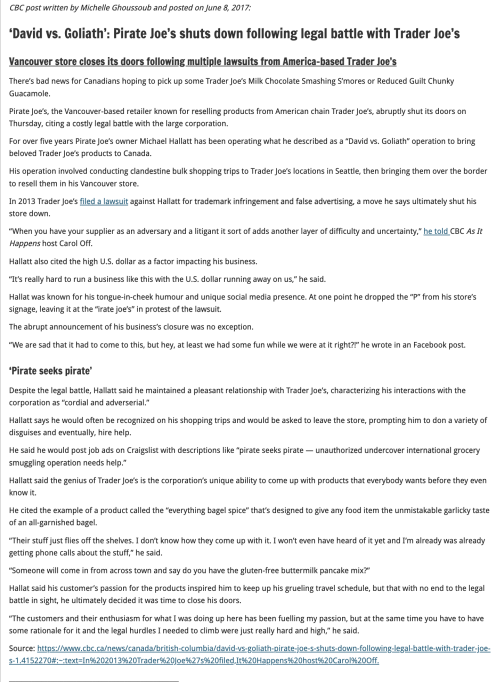 CBC post written by Michelle Ghoussoub and posted on June 8, 2017:
‘David vs. Goliath’: Pirate Joe’s shuts down following legal battle with Trader Joe’s
Vancouver store closes its doors following multiple lawsuits from America-based Trader Joe’s
There’s bad news for Canadians hoping to pick up some Trader Joe’s Milk Chocolate Smashing S’mores or Reduced Guilt Chunky
Guacamole.
Pirate Joe’s, the Vancouver-based retailer known for reselling products from American chain Trader Joe’s, abruptly shut its doors on
Thursday, citing a costly legal battle with the large corporation.
For over five years Pirate Joe’s owner Michael Hallatt has been operating what he described as a “David vs. Goliath” operation to bring
beloved Trader Joe’s products to Canada.
His operation involved conducting clandestine bulk shopping trips to Trader Joe’s locations in Seattle, then bringing them over the border
to resell them in his Vancouver store.
In 2013 Trader Joe’s filed a lawsuit against Hallatt for trademark infringement and false advertising, a move he says ultimately shut his
store down.
“When you have your supplier as an adversary and a litigant it sort of adds another layer of difficulty and uncertainty,” he told CBC As It
Happens host Carol Off.
Hallatt also cited the high U.S. dollar as a factor impacting his business.
“It’s really hard to run a business like this with the U.S. dollar running away on us,” he said.
Hallat was known for his tongue-in-cheek humour and unique social media presence. At one point he dropped the “P” from his store’s
signage, leaving it at the “irate joe’s” in protest of the lawsuit.
The abrupt announcement of his business’s closure was no exception.
“We are sad that it had to come to this, but hey, at least we had some fun while we were at it right?!” he wrote in an Facebook post.
‘Pirate seeks pirate’
Despite the legal battle, Hallatt said he maintained a pleasant relationship with Trader Joe’s, characterizing his interactions with the
corporation as “cordial and adverserial.”
Hallatt says he would often be recognized on his shopping trips and would be asked to leave the store, prompting him to don a variety of
disguises and eventually, hire help.
He said he would post job ads on Craigslist with descriptions like “pirate seeks pirate — unauthorized undercover international grocery
smuggling operation needs help.”
Hallatt said the genius of Trader Joe’s is the corporation’s unique ability to come up with products that everybody wants before they even
know it.
He cited the example of a product called the “everything bagel spice” that’s designed to give any food item the unmistakable garlicky taste
of an all-garnished bagel.
“Their stuff just flies off the shelves. I don’t know how they come up with it. I won’t even have heard of it yet and I’m already was already
getting phone calls about the stuff,” he said.
“Someone will come in from across town and say do you have the gluten-free buttermilk pancake mix?”
Hallat said his customer’s passion for the products inspired him to keep up his grueling travel schedule, but that with no end to the legal
battle in sight, he ultimately decided it was time to close his doors.
“The customers and their enthusiasm for what I was doing up here has been fuelling my passion, but at the same time you have to have
some rationale for it and the legal hurdles I needed to climb were just really hard and high,” he said.
Source: https://www.cbc.ca/news/canada/british-columbia/david-vs-goliath-pirate-joe-s-shuts-down-following-legal-battle-with-trader-joe-
s-1.4152270#:~:text=In%202013%20Trader%20Joe%27s%20filed,It%20Happens%20host%20Carol%20Off.